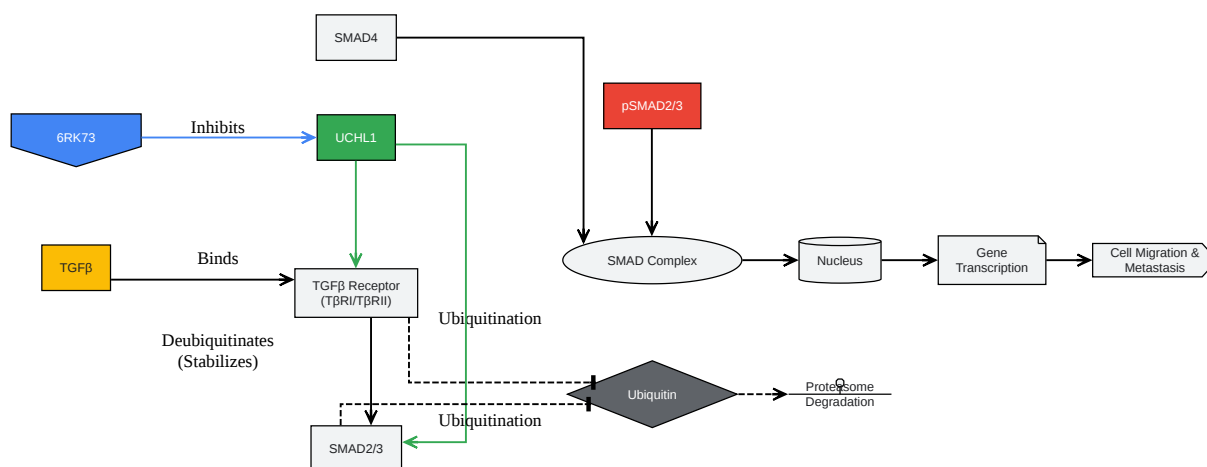 SMAD4
pSMAD2/3
6RK73
Inhibits
UCHL1
TGFβ
Binds
TGFβ Receptor
(TβRI/TβRII)
SMAD Complex
Nucleus
Gene
Transcription
Cell Migration &
Metastasis
Ubiquitination
Deubiquitinates
(Stabilizes)
Ubiquitin
Proteasome
Degradation
Ubiquitination
SMAD2/3